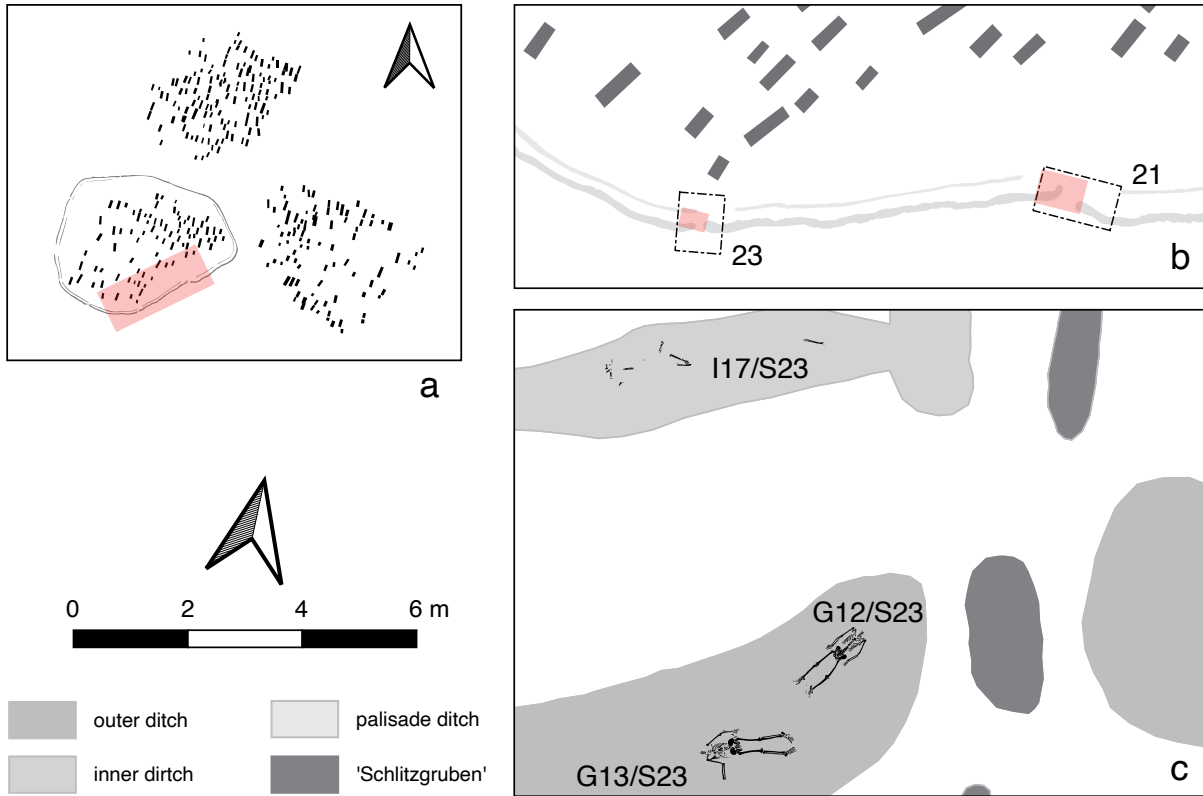 a
23
21
b
0 2 4 6 m
outer ditch
palisade ditch
inner dirtch
'Schlitzgruben'
I17/S23
G12/S23
G13/S23
c